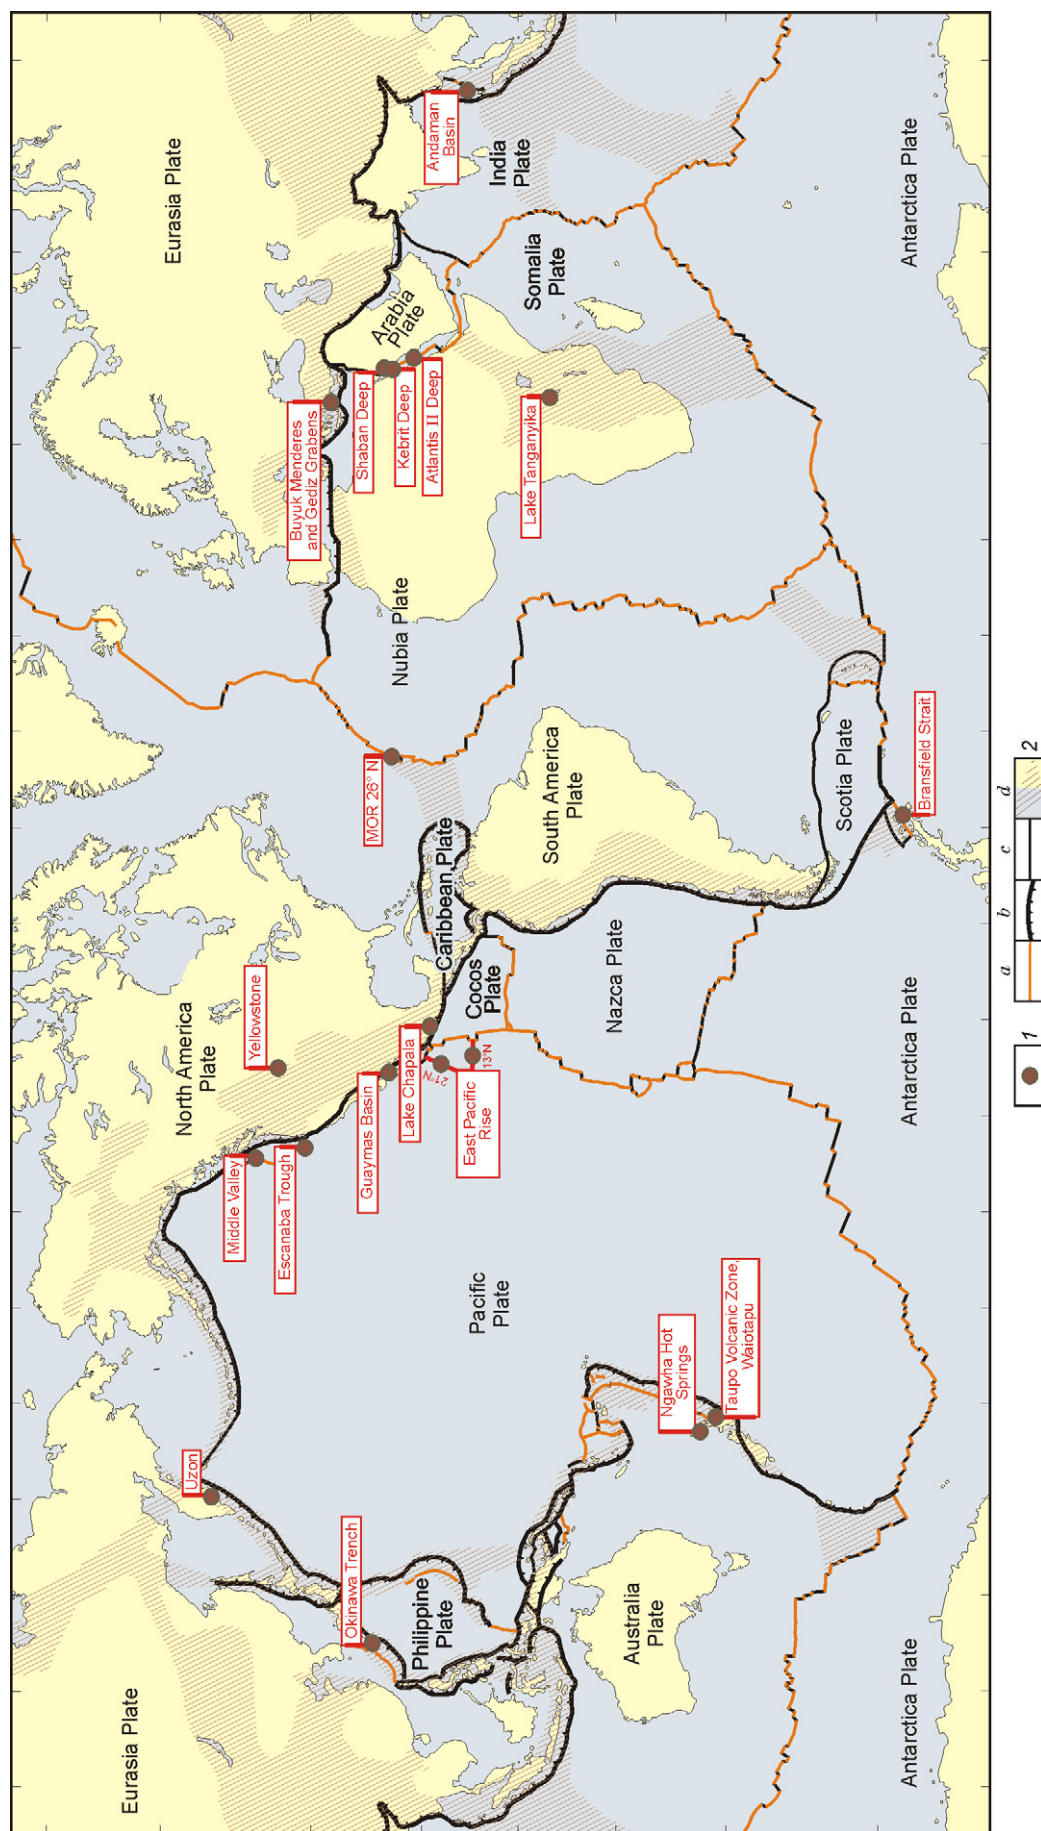 Eurasia Plate
Eurasia Plate
North America
Plate
Uzon
Okinawa Trench
Middle Valley
Escanaba Trough
Yellowstone
Guaymas Basin
Lake Chapala
21°N
13°N
East Pacific
Rise
MOR 26° N
Buyuk Menderes
and Gediz Grabens
Shaban Deep
Kebrit Deep
Atlantis II Deep
Arabia
Plate
Andaman
Basin
India
Plate
Philippine
Plate
Pacific
Plate
Caribbean Plate
Cocos
Plate
Nubia Plate
Somalia
Plate
Lake Tanganyika
South America
Plate
Nazca Plate
Australia
Plate
Ngawha Hot
Springs
Taupo Volcanic Zone,
Waiotapu
Scotia Plate
Bransfield Strait
Antarctica Plate
Antarctica Plate
Antarctica Plate
1
a
b
c
d
2